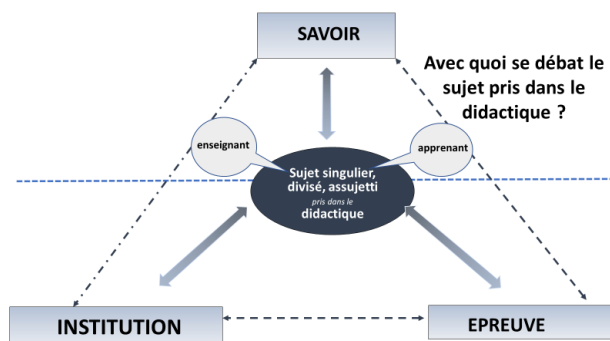 SAVOIR
Avec quoi se débat le
sujet pris dans le
didactique ?
enseignant
apprenant
Sujet singulier,
divisé, assujetti
pris dans le
didactique
INSTITUTION
EPREUVE